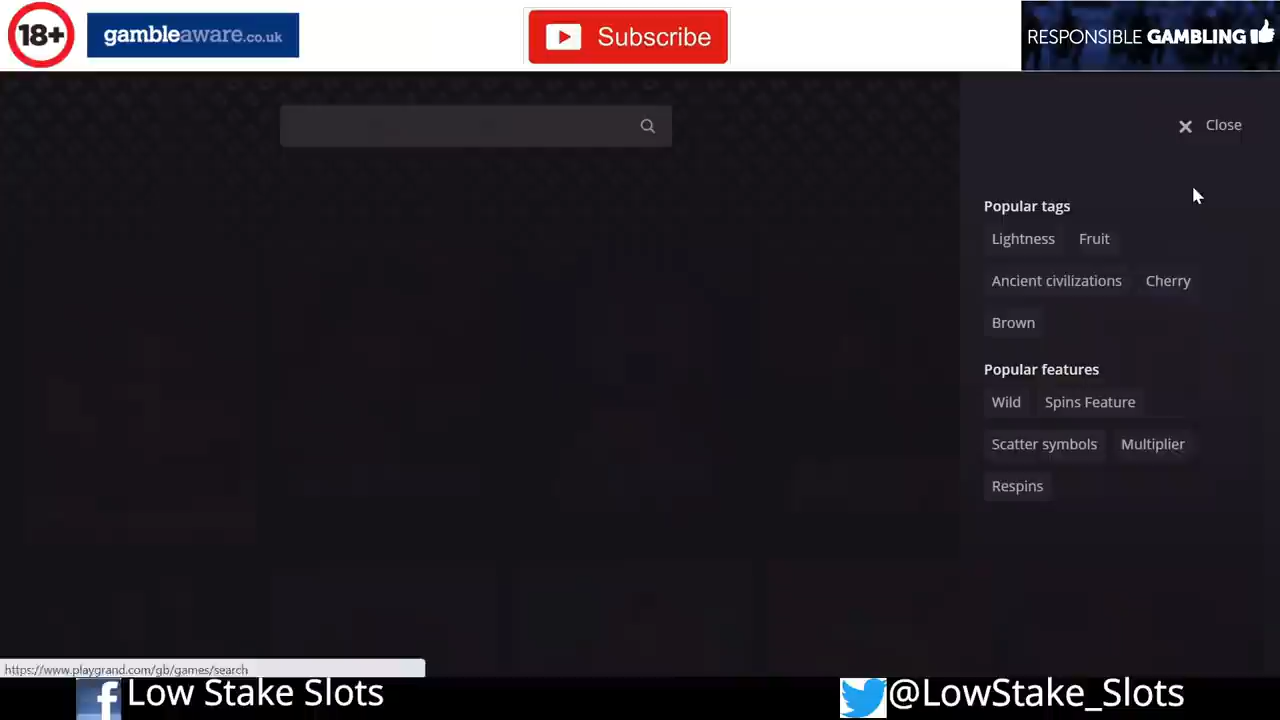 18+ gambleaware.co.uk Subscribe RESPONSIBLE GAMBLING
Close
Popular tags
Lightness Fruit
Ancient civilizations Cherry
Brown
Popular features
Wild Spins Feature
Scatter symbols Multiplier
Respins
https://www.playgrand.com/gb/games/search
f Low Stake Slots @LowStake_Slots